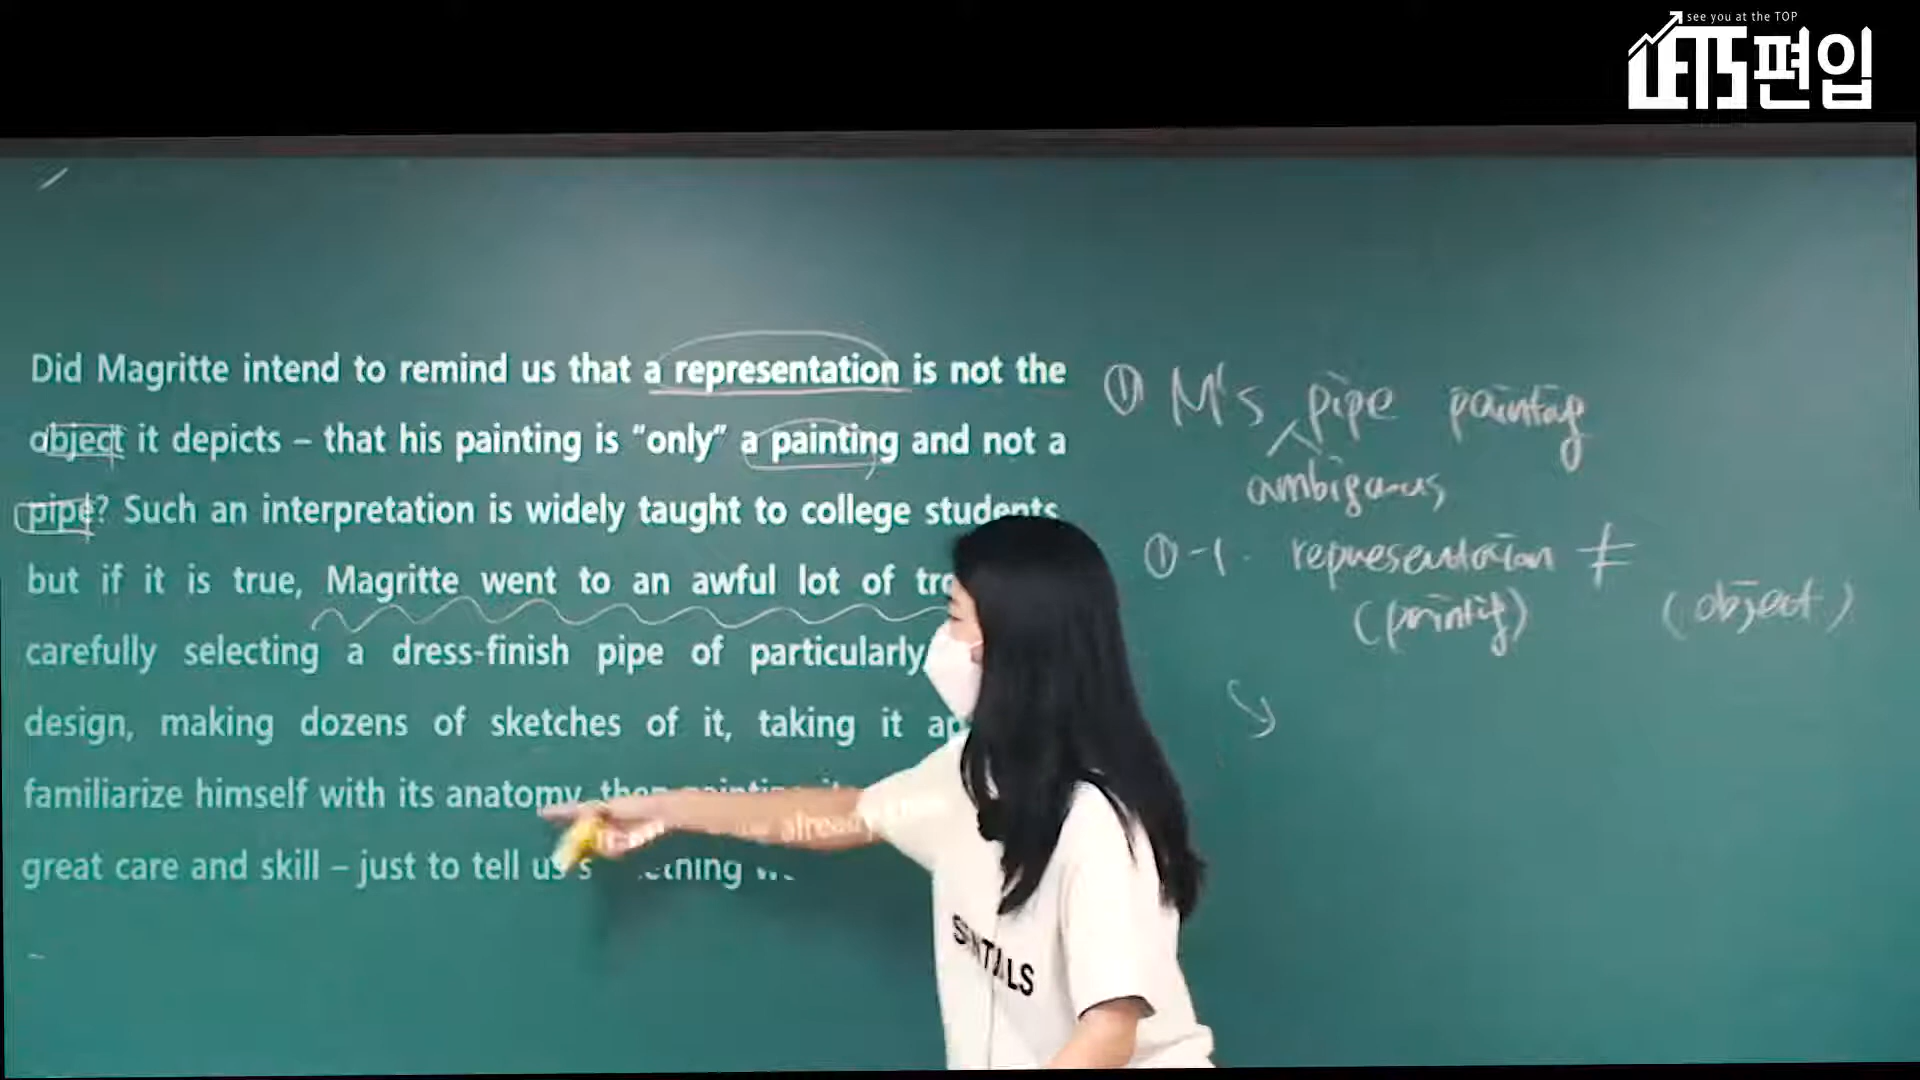 see you at the TOP
LETS편입
Did Magritte intend to remind us that a representation is not the
object it depicts – that his painting is “only” a painting and not a
pipe? Such an interpretation is widely taught to college students,
but if it is true, Magritte went to an awful lot of
carefully selecting a dress-finish pipe of particularly
design, making dozens of sketches of it, taking it
familiarize himself with its anatomy, then painting
great care and skill – just to tell us already
① M's pipe painting
ambiguous,
①-1. representation ≠
(painting) (object)